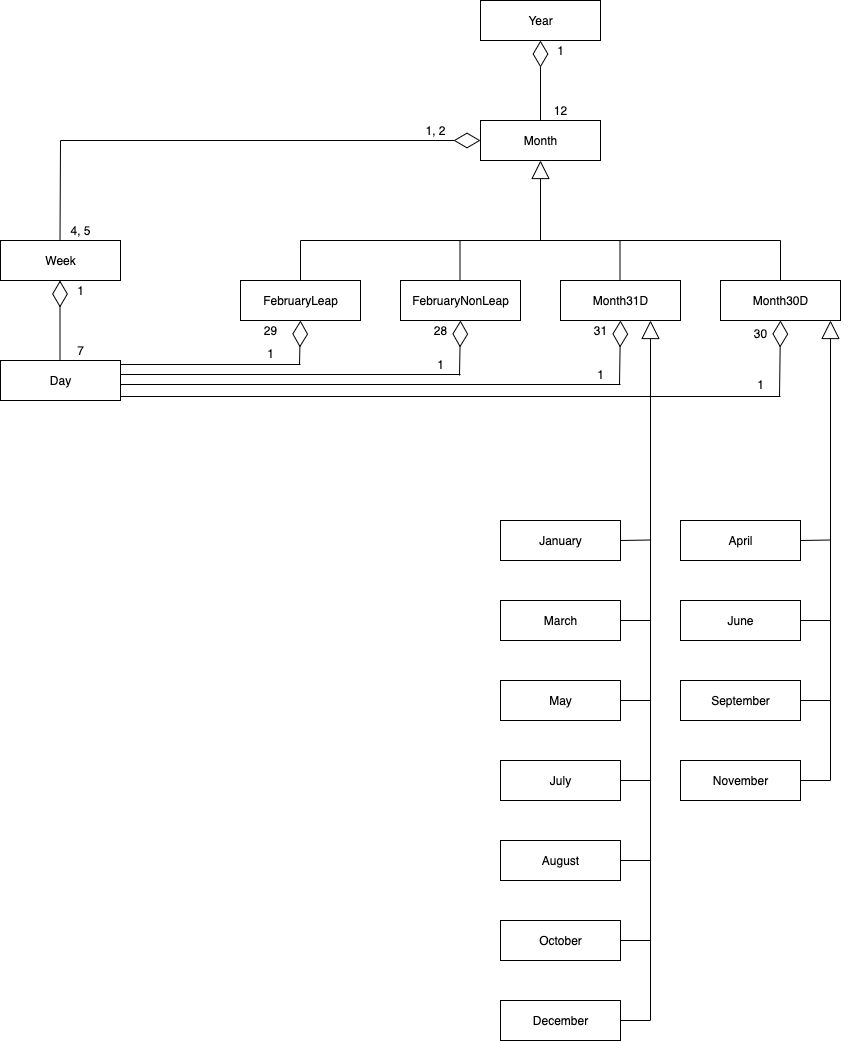 Year
1
12
1, 2
Month
4, 5
Week
1
FebruaryLeap
FebruaryNonLeap
Month31D
Month30D
29
28
31
30
7
1
1
1
1
Day
January
April
March
June
May
September
July
November
August
October
December